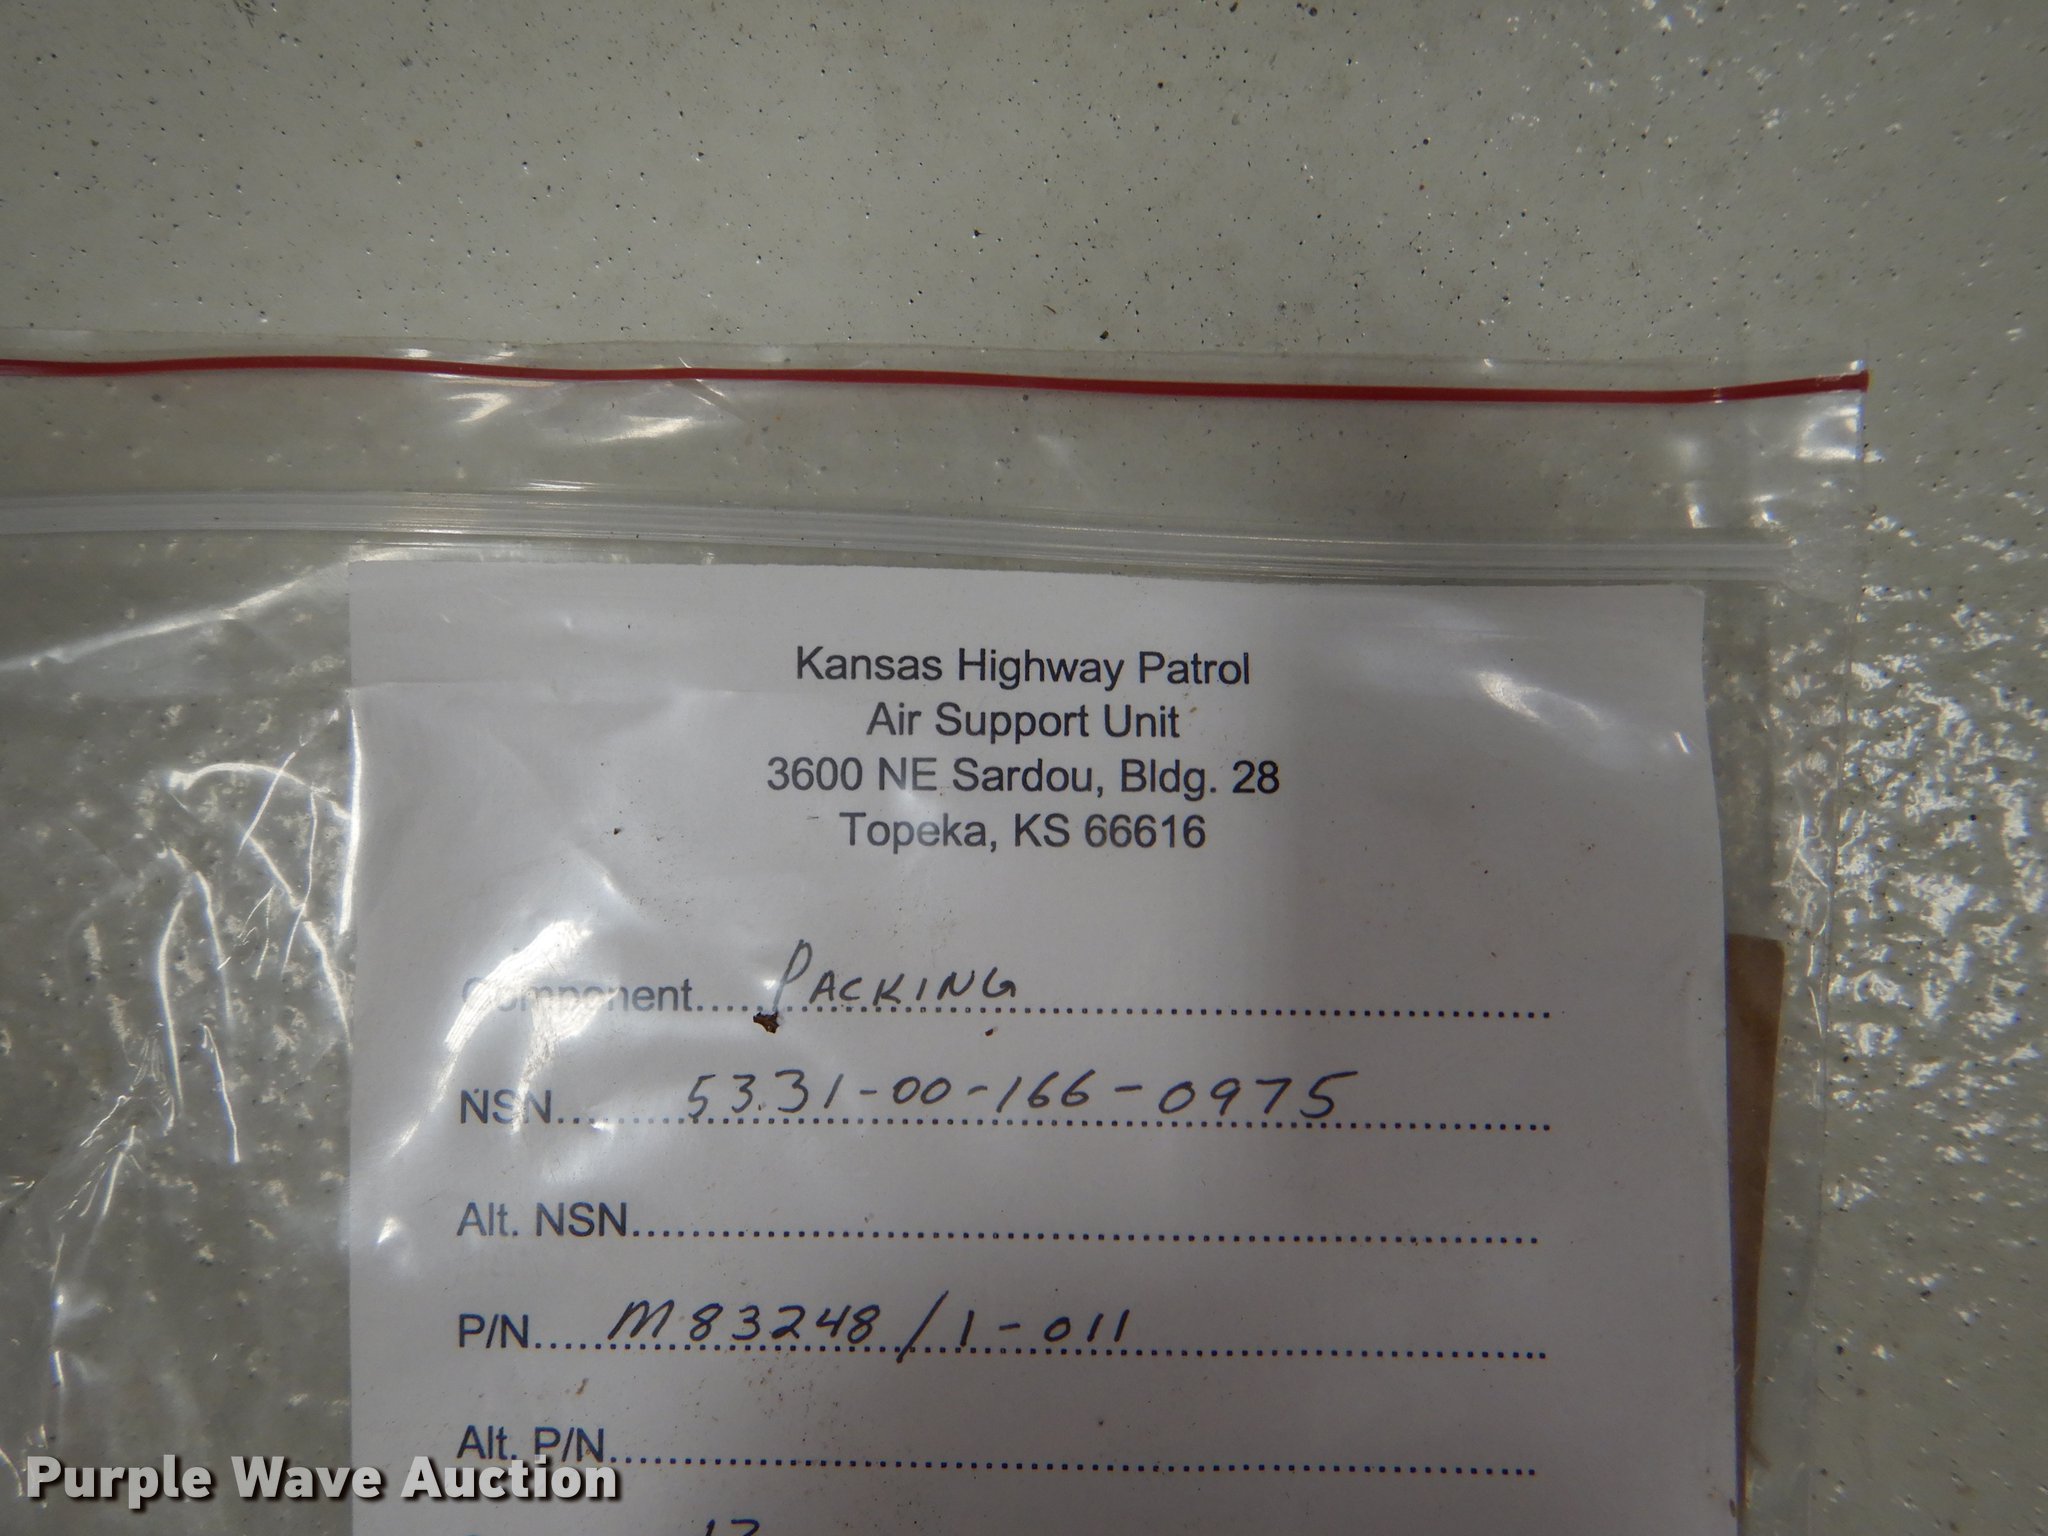 Kansas Highway Patrol
Air Support Unit
3600 NE Sardou, Bldg. 28
Topeka, KS 66616
Component.....PACKING
NSN.....5331-00-166-0975
Alt. NSN.....
P/N.....M83248/1-011
Alt. P/N.....
Purple Wave Auction